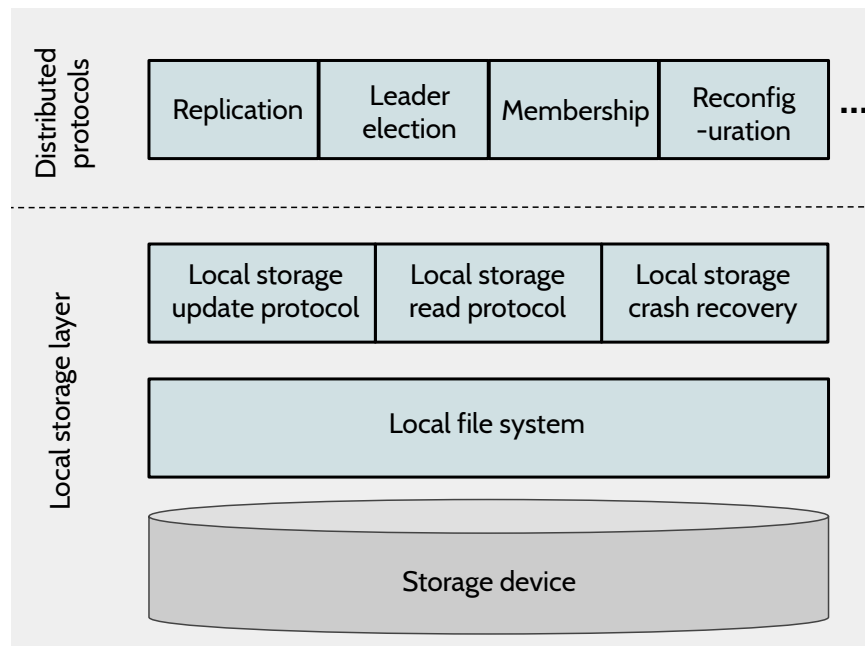 Distributed
protocols
Replication
Leader
election
Membership
Reconfig
-uration
...
Local storage layer
Local storage
update protocol
Local storage
read protocol
Local storage
crash recovery
Local file system
Storage device